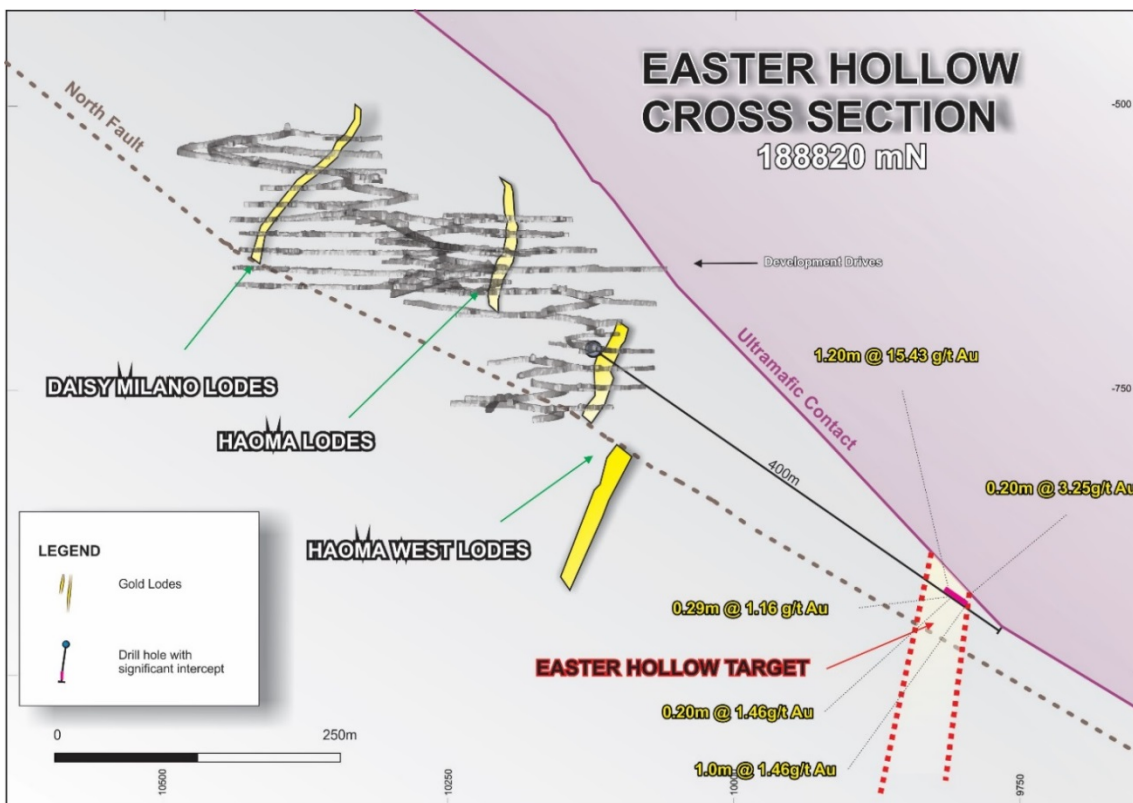 EASTER HOLLOW
CROSS SECTION
188820 mN
North Fault
-500
Development Drives
Ultramafic Contact
1.20m @ 15.43 g/t Au
DAISY MILANO LODES
-750
HAOMA LODES
400m
0.20m @ 3.25g/t Au
HAOMA WEST LODES
LEGEND
Gold Lodes
Drill hole with
significant intercept
0.29m @ 1.16 g/t Au
EASTER HOLLOW TARGET
0.20m @ 1.46g/t Au
1.0m @ 1.46g/t Au
0
250m
10500
10250
1000
9750